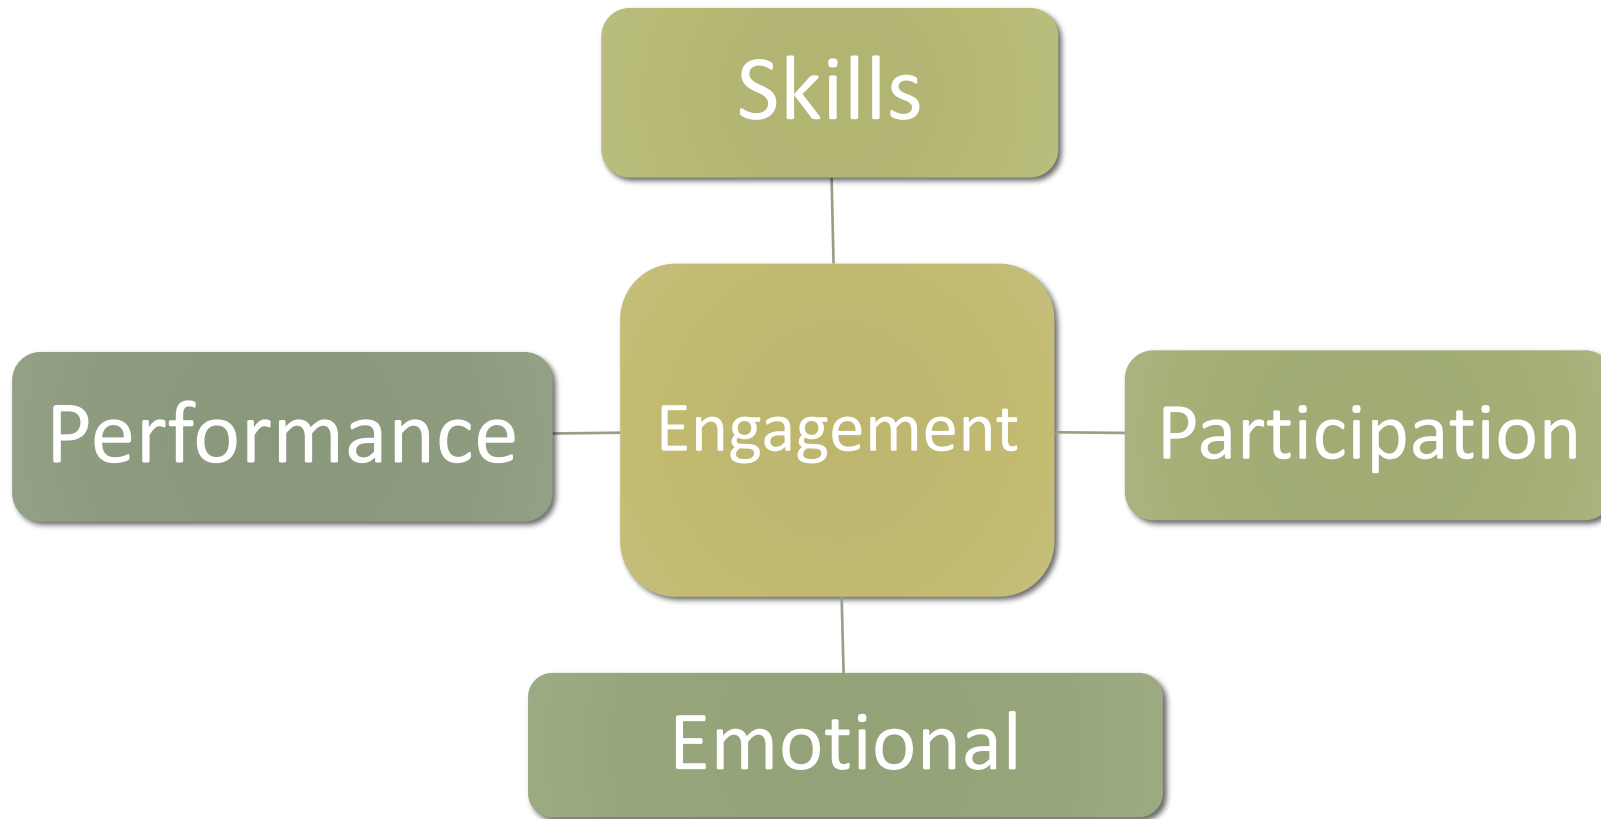 Skills
Performance
Engagement
Participation
Emotional